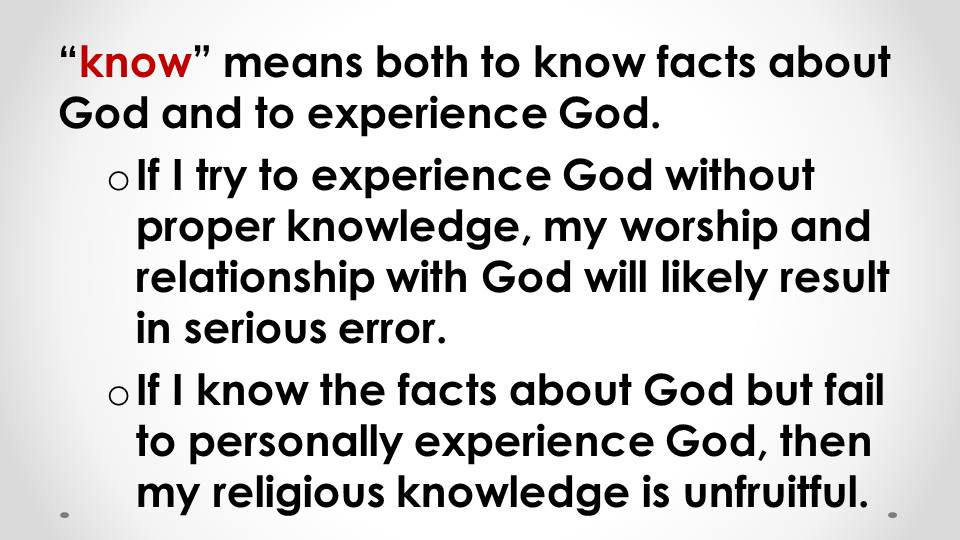 “know” means both to know facts about
God and to experience God.
o If I try to experience God without
proper knowledge, my worship and
relationship with God will likely result
in serious error.
o If I know the facts about God but fail
to personally experience God, then
my religious knowledge is unfruitful.